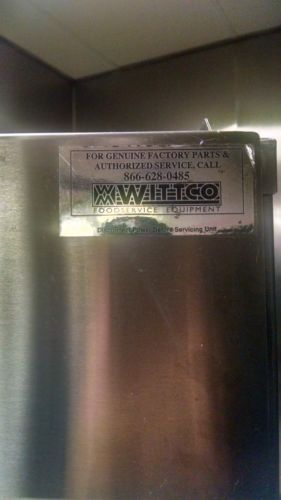 FOR GENUINE FACTORY PARTS &
AUTHORIZED SERVICE, CALL
866-628-0485
WITTCO
FOODSERVICE EQUIPMENT
Disconnect Power Before Servicing Unit